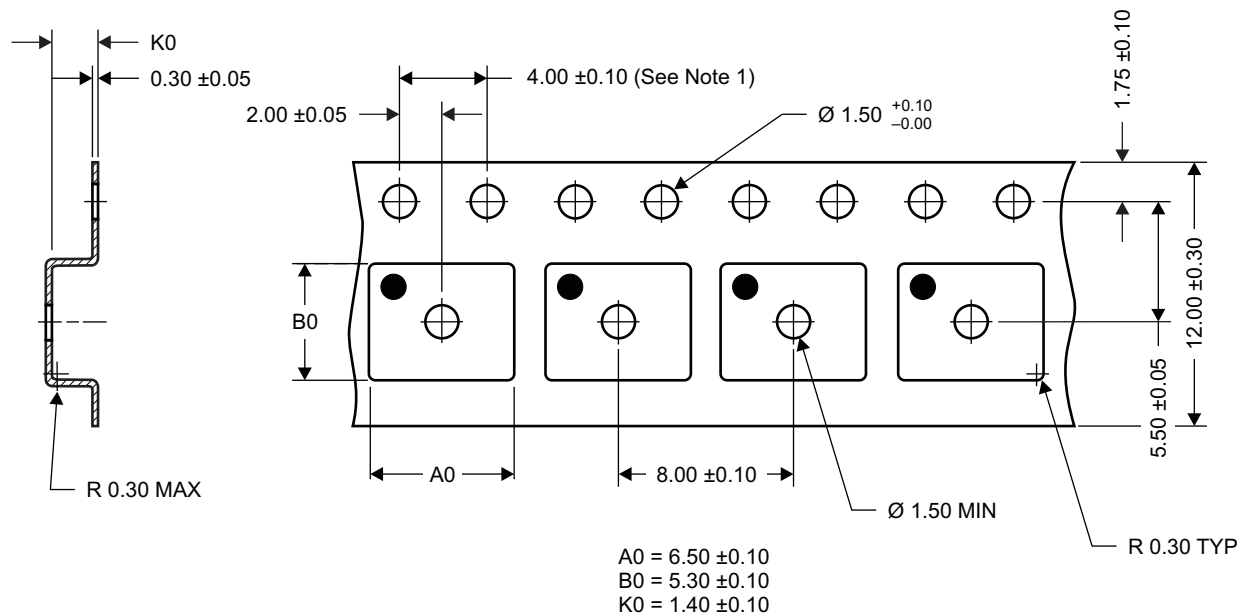 K0
0.30 ±0.05
4.00 ±0.10 (See Note 1)
2.00 ±0.05
Ø 1.50 +0.10
–0.00
1.75 ±0.10
B0
12.00 ±0.30
5.50 ±0.05
A0
8.00 ±0.10
R 0.30 MAX
Ø 1.50 MIN
R 0.30 TYP
A0 = 6.50 ±0.10
B0 = 5.30 ±0.10
K0 = 1.40 ±0.10